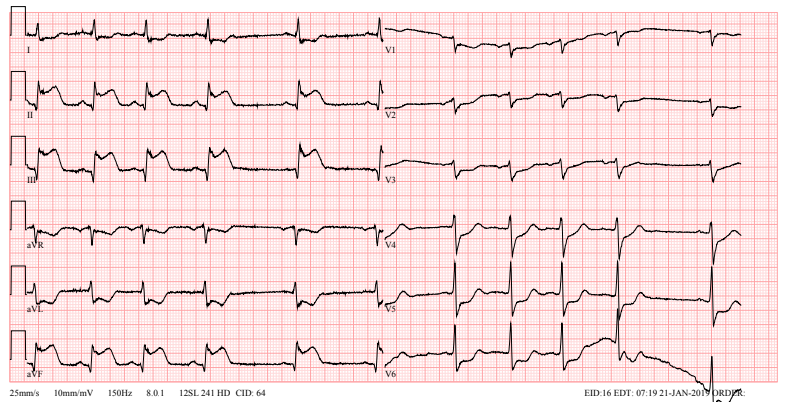 I V1
II V2
III V3
aVR V4
aVL V5
aVF V6
25mm/s 10mm/mV 150Hz 8.0.1 12SL 241 HD CID: 64 EID:16 EDT: 07:19 21-JAN-2019 ORDER: